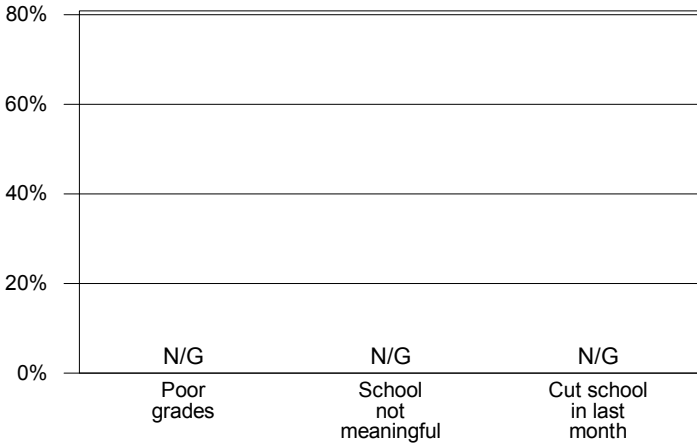 80%
60%
40%
20%
0%
N/G N/G N/G
Poor
grades
School
not
meaningful
Cut school
in last
month